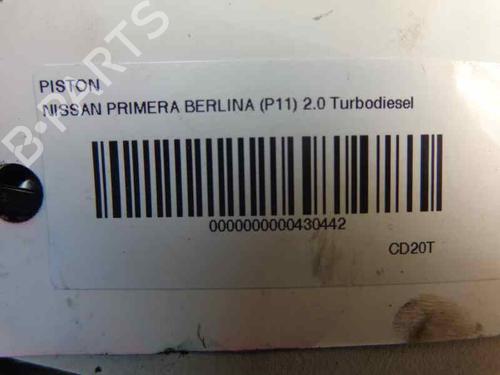 PISTON
NISSAN PRIMERA BERLINA (P11) 2.0 Turbodiesel
0000000000430442
CD20T
B-PARTS